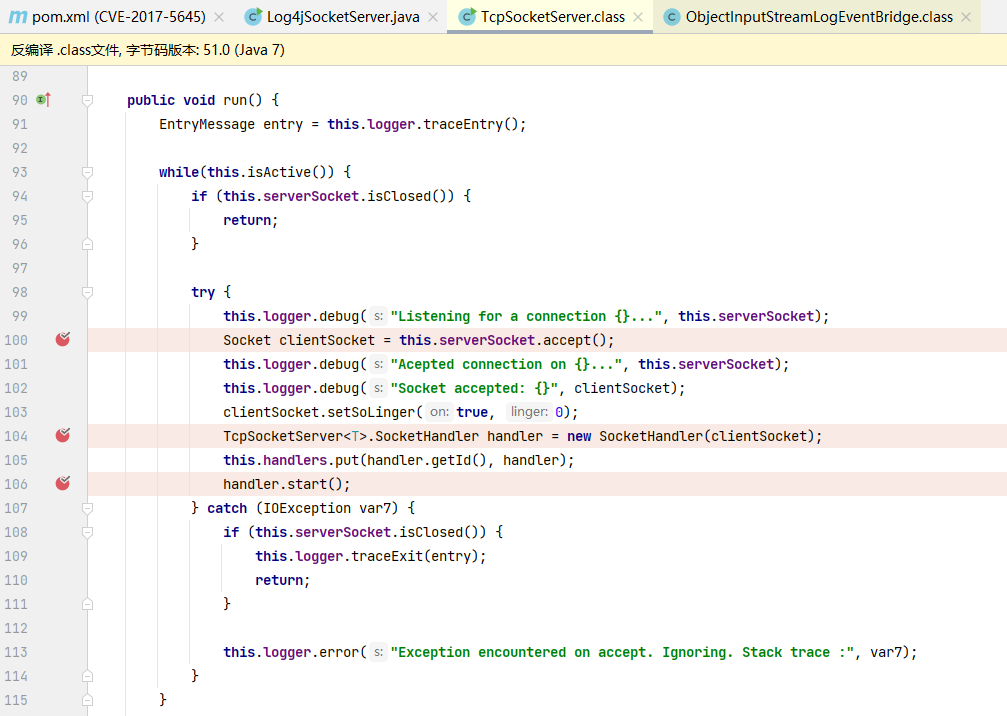 pom.xml (CVE-2017-5645) Log4jSocketServer.java TcpSocketServer.class ObjectInputStreamLogEventBridge.class
反编译 .class文件, 字节码版本: 51.0 (Java 7)
89
90 public void run() {
91 EntryMessage entry = this.logger.traceEntry();
92
93 while(this.isActive()) {
94 if (this.serverSocket.isClosed()) {
95 return;
96 }
97
98 try {
99 this.logger.debug( s: "Listening for a connection {}...", this.serverSocket);
100 Socket clientSocket = this.serverSocket.accept();
101 this.logger.debug( s: "Acepted connection on {}...", this.serverSocket);
102 this.logger.debug( s: "Socket accepted: {}", clientSocket);
103 clientSocket.setSoLinger( on: true, linger: 0);
104 TcpSocketServer<T>.SocketHandler handler = new SocketHandler(clientSocket);
105 this.handlers.put(handler.getId(), handler);
106 handler.start();
107 } catch (IOException var7) {
108 if (this.serverSocket.isClosed()) {
109 this.logger.traceExit(entry);
110 return;
111 }
112
113 this.logger.error( s: "Exception encountered on accept. Ignoring. Stack trace :", var7);
114 }
115 }